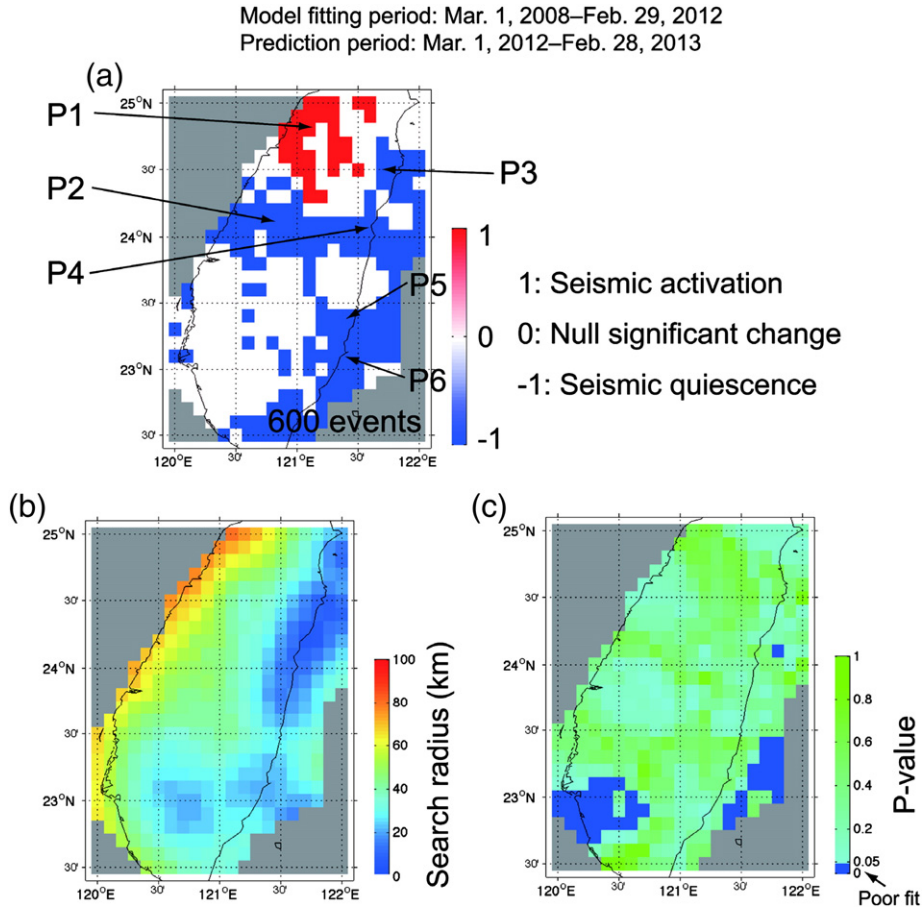 Model fitting period: Mar. 1, 2008–Feb. 29, 2012
Prediction period: Mar. 1, 2012–Feb. 28, 2013
(a)
P1
P2
P3
P4
P5
P6
25°N
30'
24°N
30'
23°N
30'
120°E
30'
121°E
30'
122°E
600 events
1
0
-1
1: Seismic activation
0: Null significant change
-1: Seismic quiescence
(b)
25°N
30'
24°N
30'
23°N
30'
120°E
30'
121°E
30'
122°E
100
80
60
40
20
0
Search radius (km)
(c)
25°N
30'
24°N
30'
23°N
30'
120°E
30'
121°E
30'
122°E
1
0.8
0.6
0.4
0.2
0.05
0
P-value
Poor fit